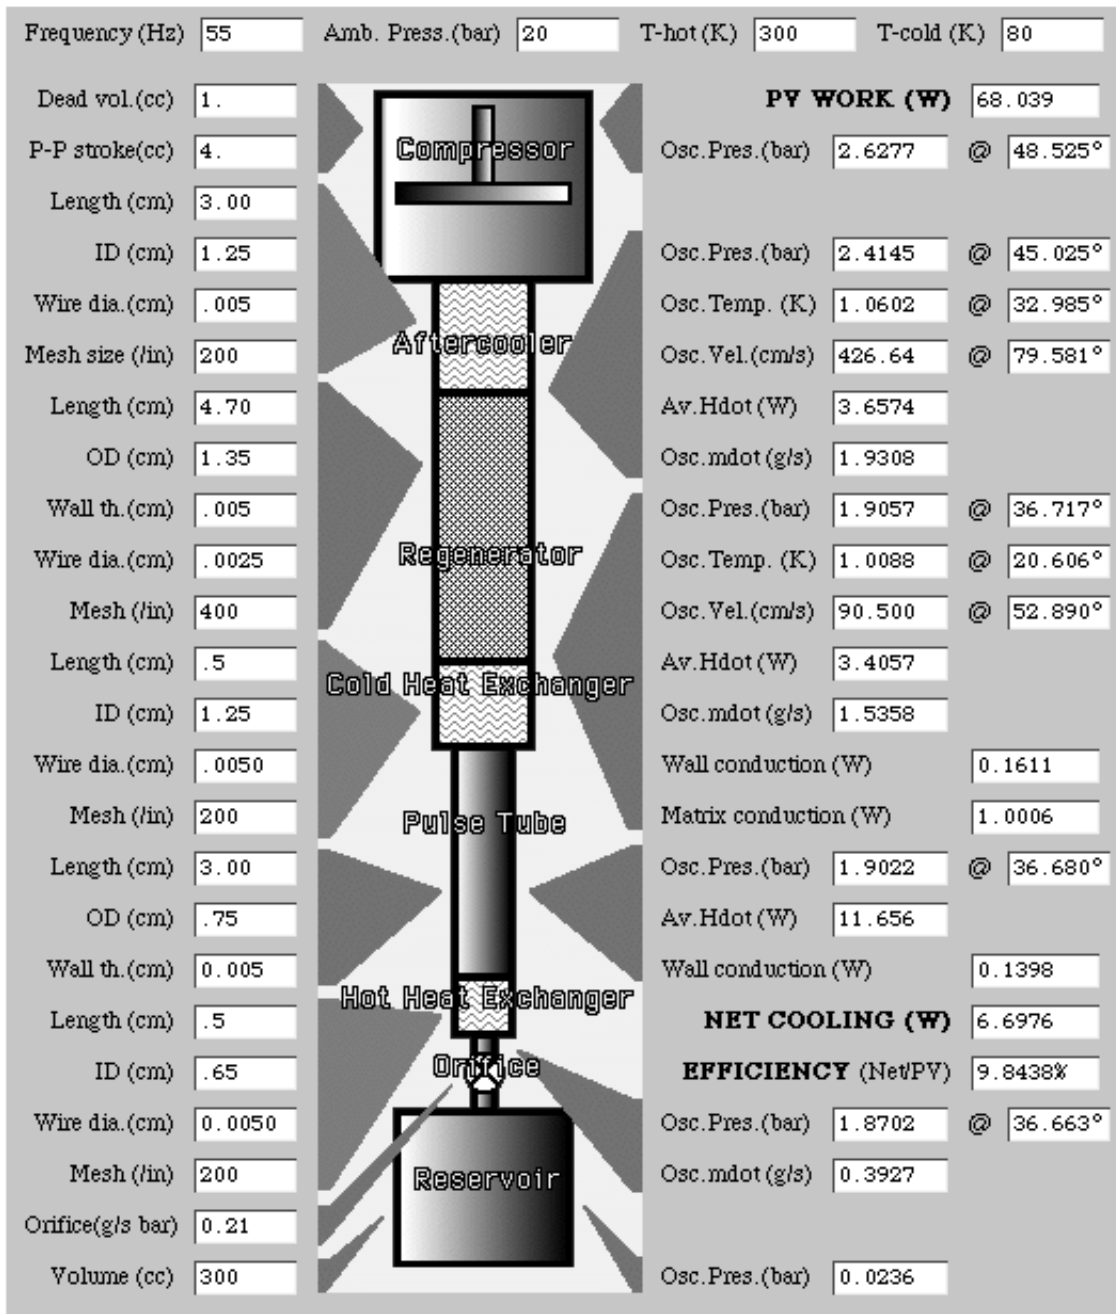 Frequency (Hz) 55 Amb. Press.(bar) 20 T-hot (K) 300 T-cold (K) 80
Dead vol.(cc) 1. PV WORK (W) 68.039
P-P stroke(cc) 4. Compressor Osc.Pres.(bar) 2.6277 @ 48.525°
Length (cm) 3.00
ID (cm) 1.25 Osc.Pres.(bar) 2.4145 @ 45.025°
Wire dia.(cm) .005 Osc.Temp. (K) 1.0602 @ 32.985°
Mesh size (/in) 200 Aftercooler Osc.Vel.(cm/s) 426.64 @ 79.581°
Length (cm) 4.70 Av.Hdot (W) 3.6574
OD (cm) 1.35 Osc.mdot (g/s) 1.9308
Wall th.(cm) .005 Osc.Pres.(bar) 1.9057 @ 36.717°
Wire dia.(cm) .0025 Regenerator Osc.Temp. (K) 1.0088 @ 20.606°
Mesh (/in) 400 Osc.Vel.(cm/s) 90.500 @ 52.890°
Length (cm) .5 Cold Heat Exchanger Av.Hdot (W) 3.4057
ID (cm) 1.25 Osc.mdot (g/s) 1.5358
Wire dia.(cm) .0050 Wall conduction (W) 0.1611
Mesh (/in) 200 Pulse Tube Matrix conduction (W) 1.0006
Length (cm) 3.00 Osc.Pres.(bar) 1.9022 @ 36.680°
OD (cm) .75 Av.Hdot (W) 11.656
Wall th.(cm) 0.005 Wall conduction (W) 0.1398
Length (cm) .5 Hot Heat Exchanger NET COOLING (W) 6.6976
ID (cm) .65 Orifice EFFICIENCY (Net/PV) 9.8438%
Wire dia.(cm) 0.0050 Osc.Pres.(bar) 1.8702 @ 36.663°
Mesh (/in) 200 Reservoir Osc.mdot (g/s) 0.3927
Orifice(g/s bar) 0.21
Volume (cc) 300 Osc.Pres.(bar) 0.0236